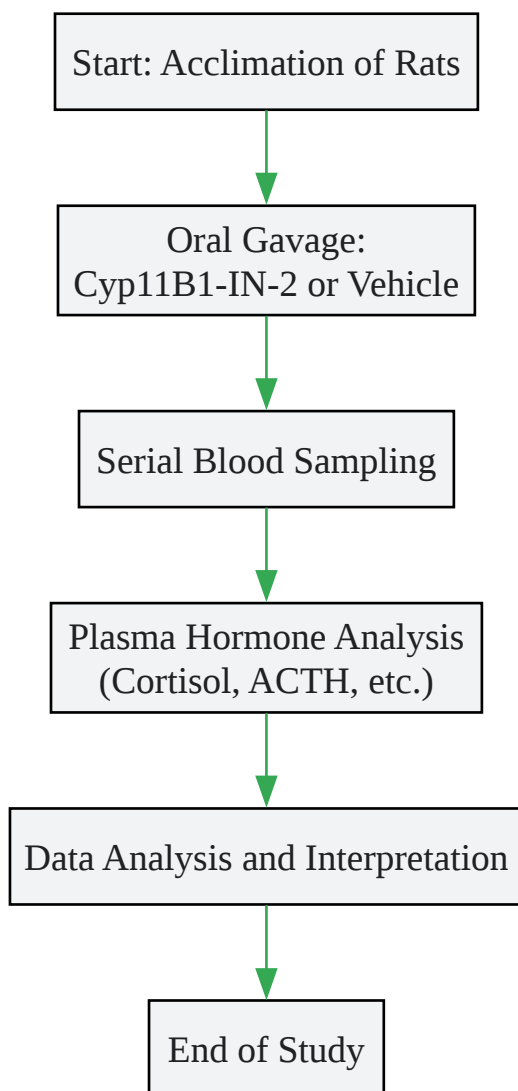 Start: Acclimation of Rats
Oral Gavage:
Cyp11B1-IN-2 or Vehicle
Serial Blood Sampling
Plasma Hormone Analysis
(Cortisol, ACTH, etc.)
Data Analysis and Interpretation
End of Study